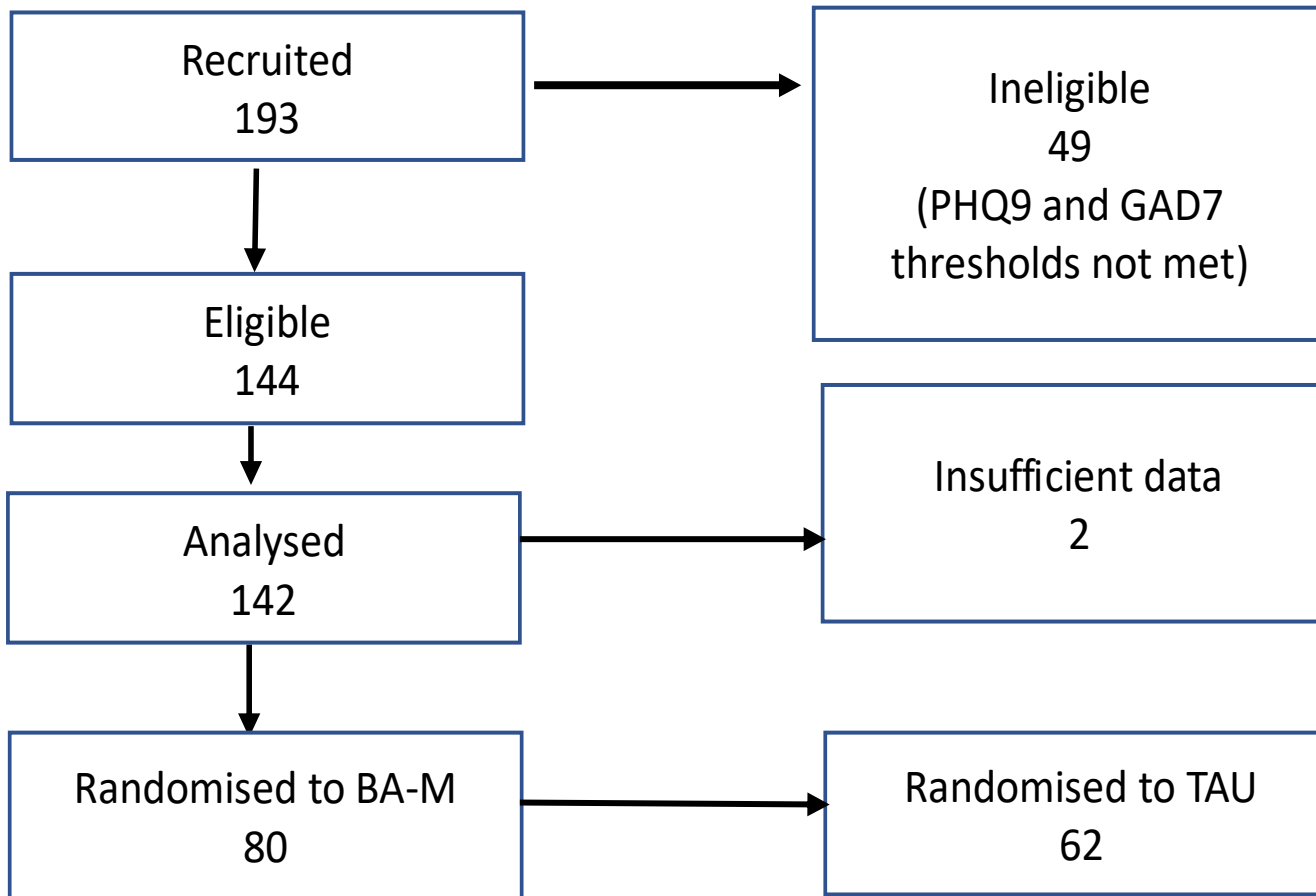 Recruited
193
Ineligible
49
(PHQ9 and GAD7
thresholds not met)
Eligible
144
Insufficient data
2
Analysed
142
Randomised to BA-M
80
Randomised to TAU
62